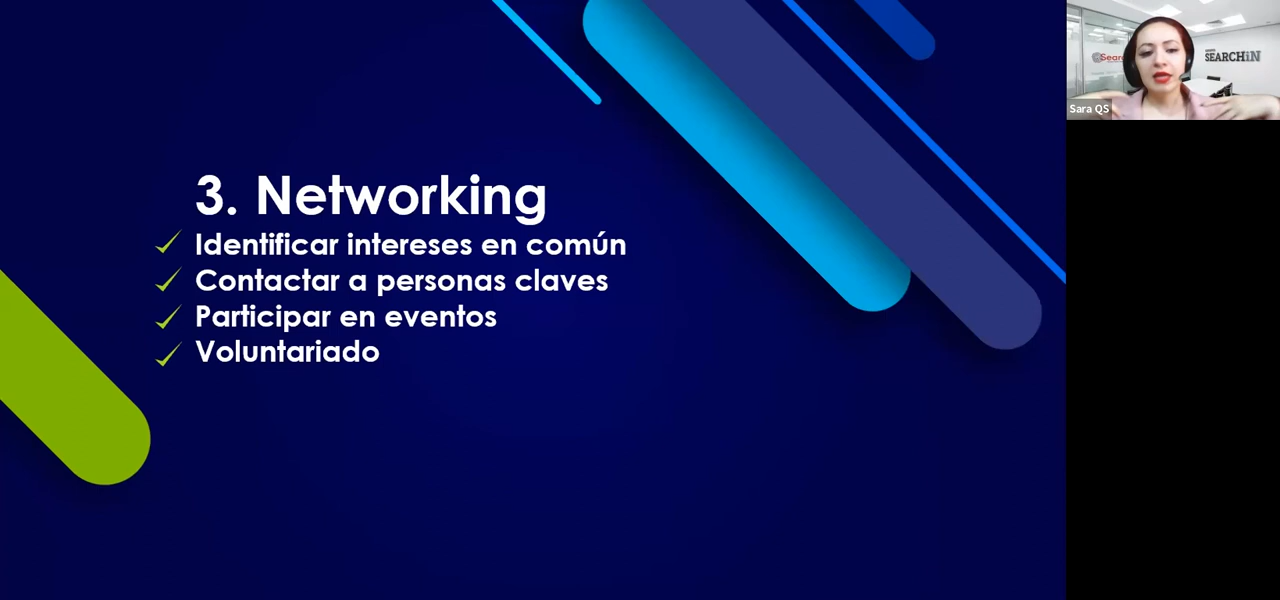 3. Networking
Identificar intereses en común
Contactar a personas claves
Participar en eventos
Voluntariado
Sara QS
SEARCHiN